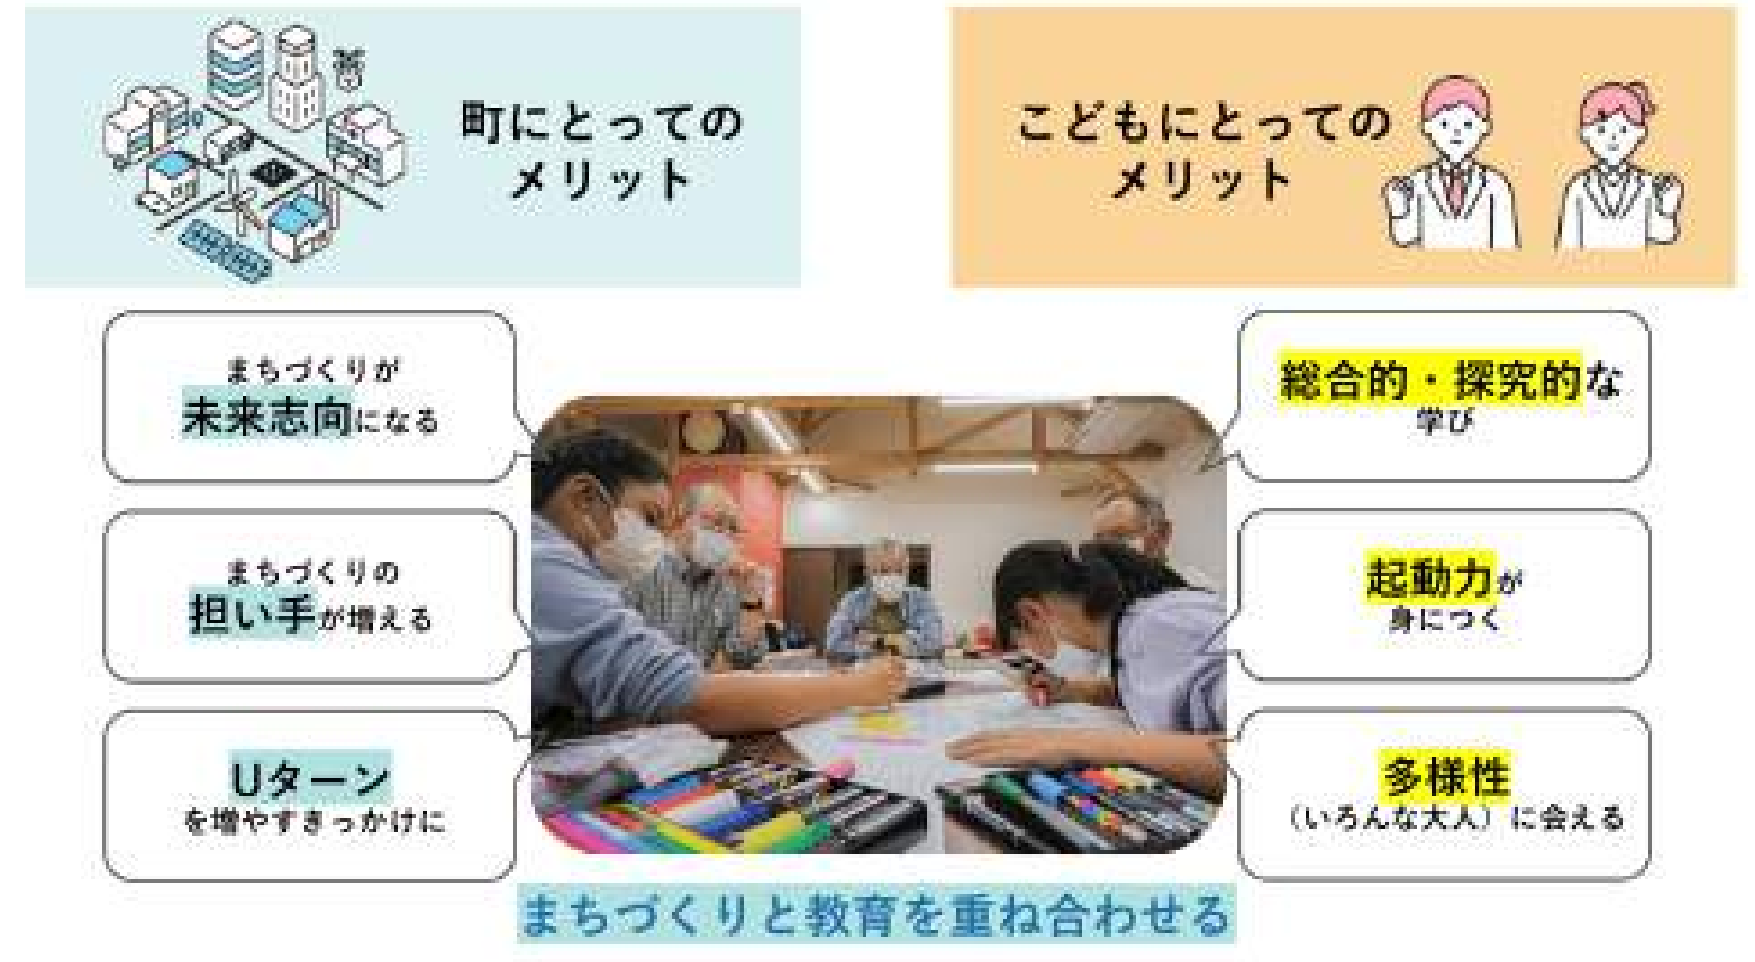 町にとっての
メリット
まちづくりが
未来志向になる
まちづくりの
担い手が増える
Uターン
を増やすきっかけに
こどもにとっての
メリット
総合的・探究的な
学び
起動力が
身につく
多様性
（いろんな大人）に会える
まちづくりと教育を重ね合わせる